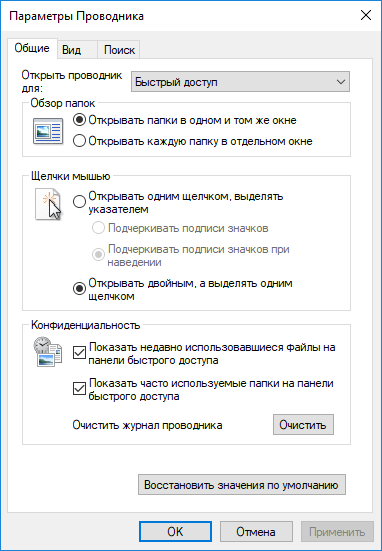 Параметры Проводника
Общие
Вид
Поиск
Открыть проводник
для:
Быстрый доступ
Обзор папок
Открывать папки в одном и том же окне
Открывать каждую папку в отдельном окне
Щелчки мышью
Открывать одним щелчком, выделять
указателем
Подчеркивать подписи значков
Подчеркивать подписи значков при
наведении
Открывать двойным, а выделять одним
щелчком
Конфиденциальность
Показать недавно использовавшиеся файлы на
панели быстрого доступа
Показать часто используемые папки на панели
быстрого доступа
Очистить журнал проводника
Очистить
Восстановить значения по умолчанию
OK
Отмена
Применить